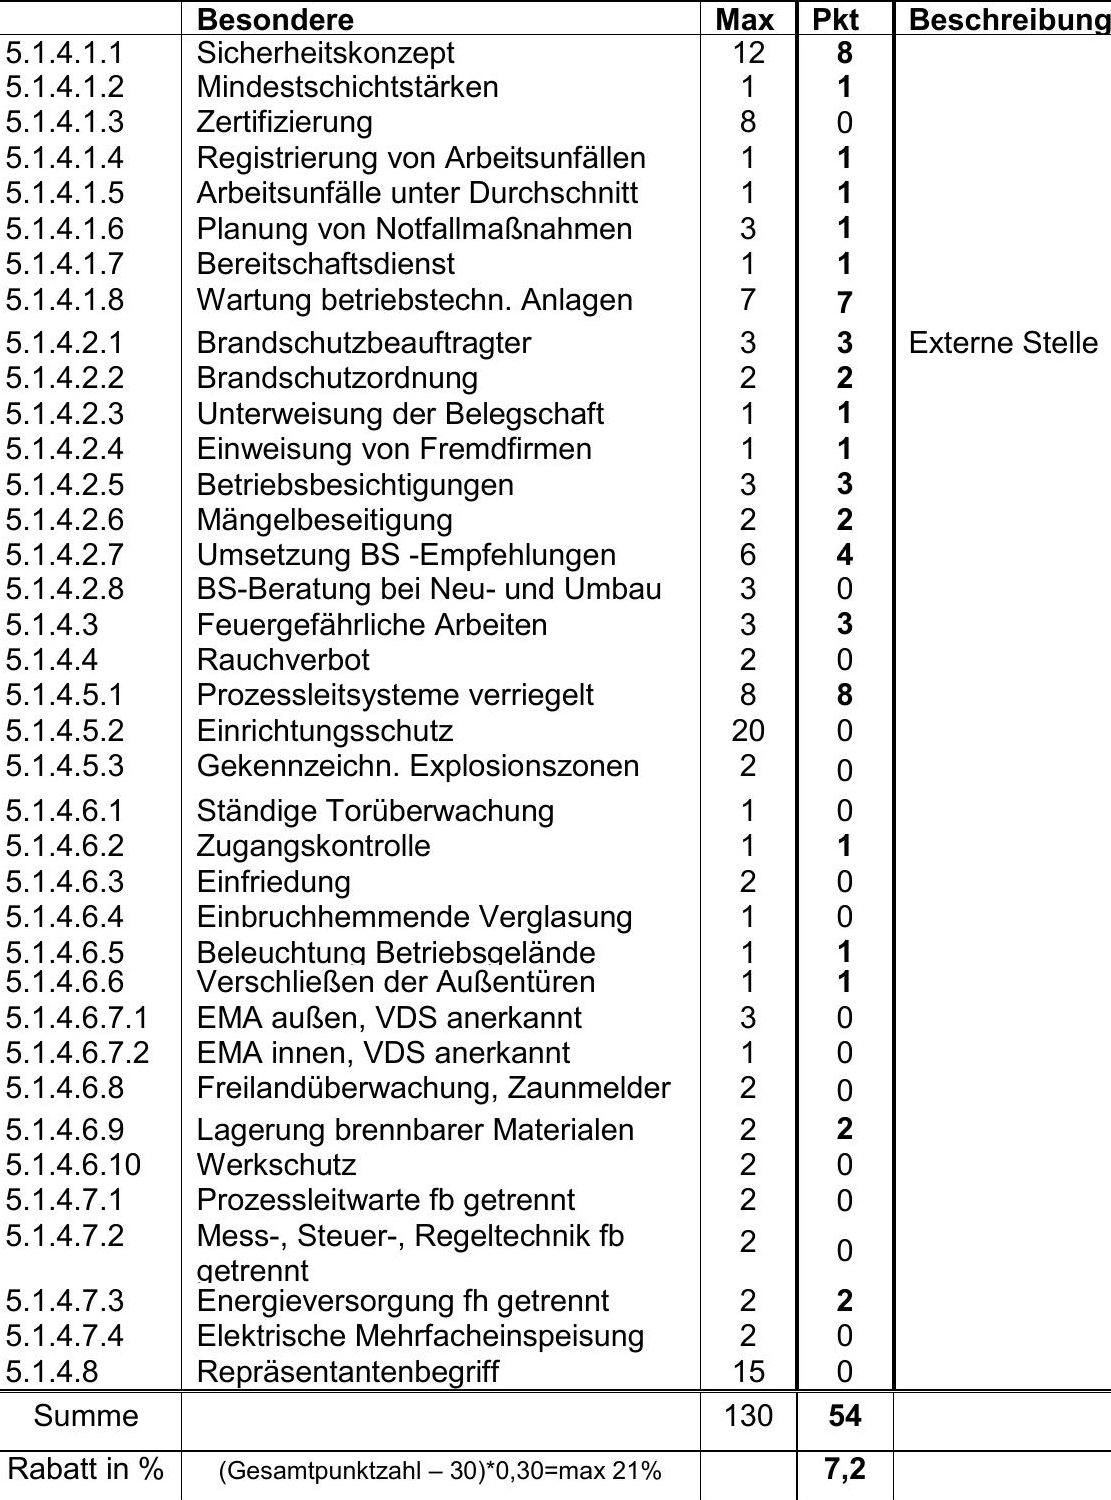 Besondere Max Pkt Beschreibung
5.1.4.1.1 Sicherheitskonzept 12 8
5.1.4.1.2 Mindestschichtstärken 1 1
5.1.4.1.3 Zertifizierung 8 0
5.1.4.1.4 Registrierung von Arbeitsunfällen 1 1
5.1.4.1.5 Arbeitsunfälle unter Durchschnitt 1 1
5.1.4.1.6 Planung von Notfallmaßnahmen 3 1
5.1.4.1.7 Bereitschaftsdienst 1 1
5.1.4.1.8 Wartung betriebstechn. Anlagen 7 7
5.1.4.2.1 Brandschutzbeauftragter 3 3 Externe Stelle
5.1.4.2.2 Brandschutzordnung 2 2
5.1.4.2.3 Unterweisung der Belegschaft 1 1
5.1.4.2.4 Einweisung von Fremdfirmen 1 1
5.1.4.2.5 Betriebsbesichtigungen 3 3
5.1.4.2.6 Mängelbeseitigung 2 2
5.1.4.2.7 Umsetzung BS -Empfehlungen 6 4
5.1.4.2.8 BS-Beratung bei Neu- und Umbau 3 0
5.1.4.3 Feuergefährliche Arbeiten 3 3
5.1.4.4 Rauchverbot 2 0
5.1.4.5.1 Prozessleitsysteme verriegelt 8 8
5.1.4.5.2 Einrichtungsschutz 20 0
5.1.4.5.3 Gekennzeichn. Explosionszonen 2 0
5.1.4.6.1 Ständige Torüberwachung 1 0
5.1.4.6.2 Zugangskontrolle 1 1
5.1.4.6.3 Einfriedung 2 0
5.1.4.6.4 Einbruchhemmende Verglasung 1 0
5.1.4.6.5 Beleuchtung Betriebsgelände 1 1
5.1.4.6.6 Verschließen der Außentüren 1 1
5.1.4.6.7.1 EMA außen, VDS anerkannt 3 0
5.1.4.6.7.2 EMA innen, VDS anerkannt 1 0
5.1.4.6.8 Freilandüberwachung, Zaunmelder 2 0
5.1.4.6.9 Lagerung brennbarer Materialen 2 2
5.1.4.6.10 Werkschutz 2 0
5.1.4.7.1 Prozessleitwarte fb getrennt 2 0
5.1.4.7.2 Mess-, Steuer-, Regeltechnik fb 2 0
getrennt
5.1.4.7.3 Energieversorgung fh getrennt 2 2
5.1.4.7.4 Elektrische Mehrfacheinspeisung 2 0
5.1.4.8 Repräsentantenbegriff 15 0
Summe 130 54
Rabatt in % (Gesamtpunktzahl – 30)*0,30=max 21% 7,2